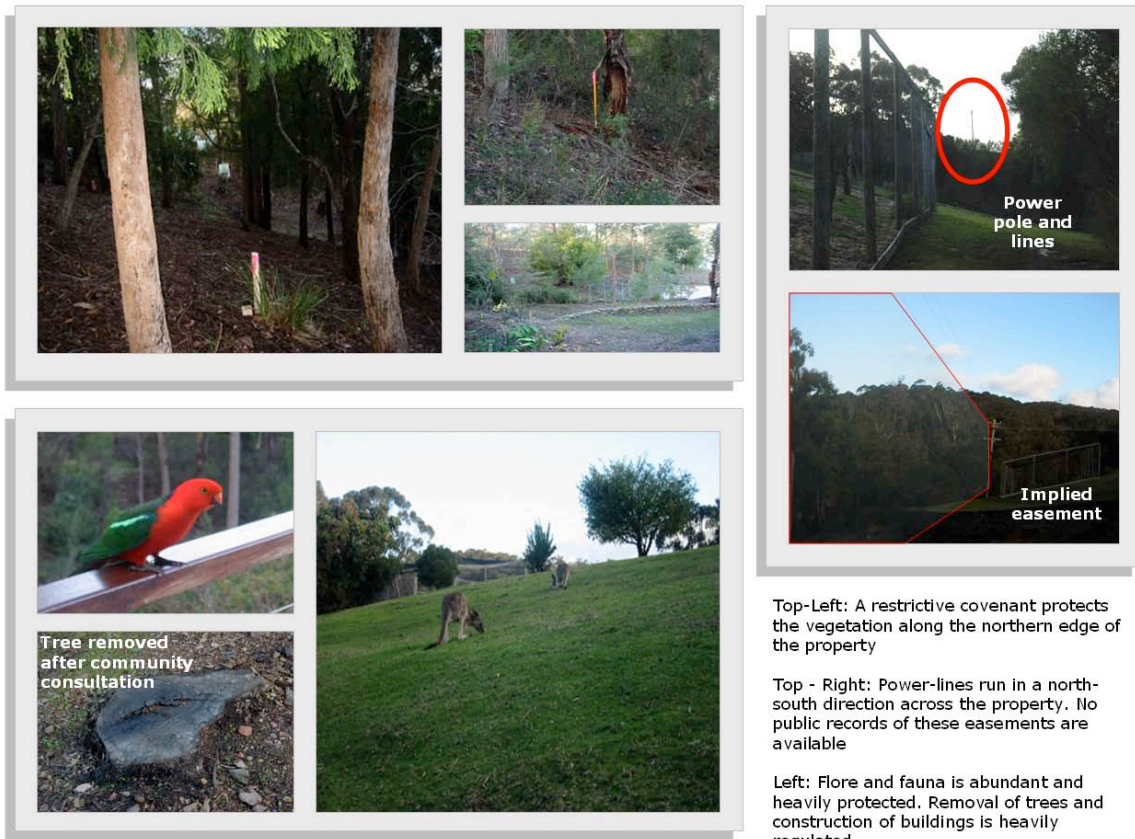 Power
pole and
lines
Implied
easement
Tree removed
after community
consultation
Top-Left: A restrictive covenant protects
the vegetation along the northern edge of
the property
Top - Right: Power-lines run in a north-
south direction across the property. No
public records of these easements are
available
Left: Flore and fauna is abundant and
heavily protected. Removal of trees and
construction of buildings is heavily
regulated